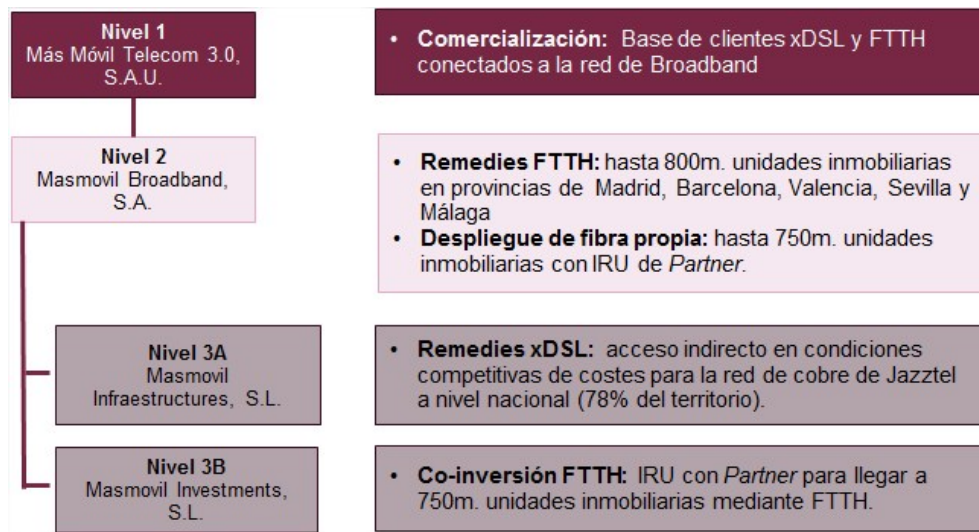 Nivel 1
Más Móvil Telecom 3.0,
S.A.U.
• Comercialización: Base de clientes xDSL y FTTH
conectados a la red de Broadband
Nivel 2
Masmovil Broadband,
S.A.
• Remedies FTTH: hasta 800m. unidades inmobiliarias
en provincias de Madrid, Barcelona, Valencia, Sevilla y
Málaga
• Despliegue de fibra propia: hasta 750m. unidades
inmobiliarias con IRU de Partner.
Nivel 3A
Masmovil
Infraestructures, S.L.
• Remedies xDSL: acceso indirecto en condiciones
competitivas de costes para la red de cobre de Jazztel
a nivel nacional (78% del territorio).
Nivel 3B
Masmovil Investments,
S.L.
• Co-inversión FTTH: IRU con Partner para llegar a
750m. unidades inmobiliarias mediante FTTH.